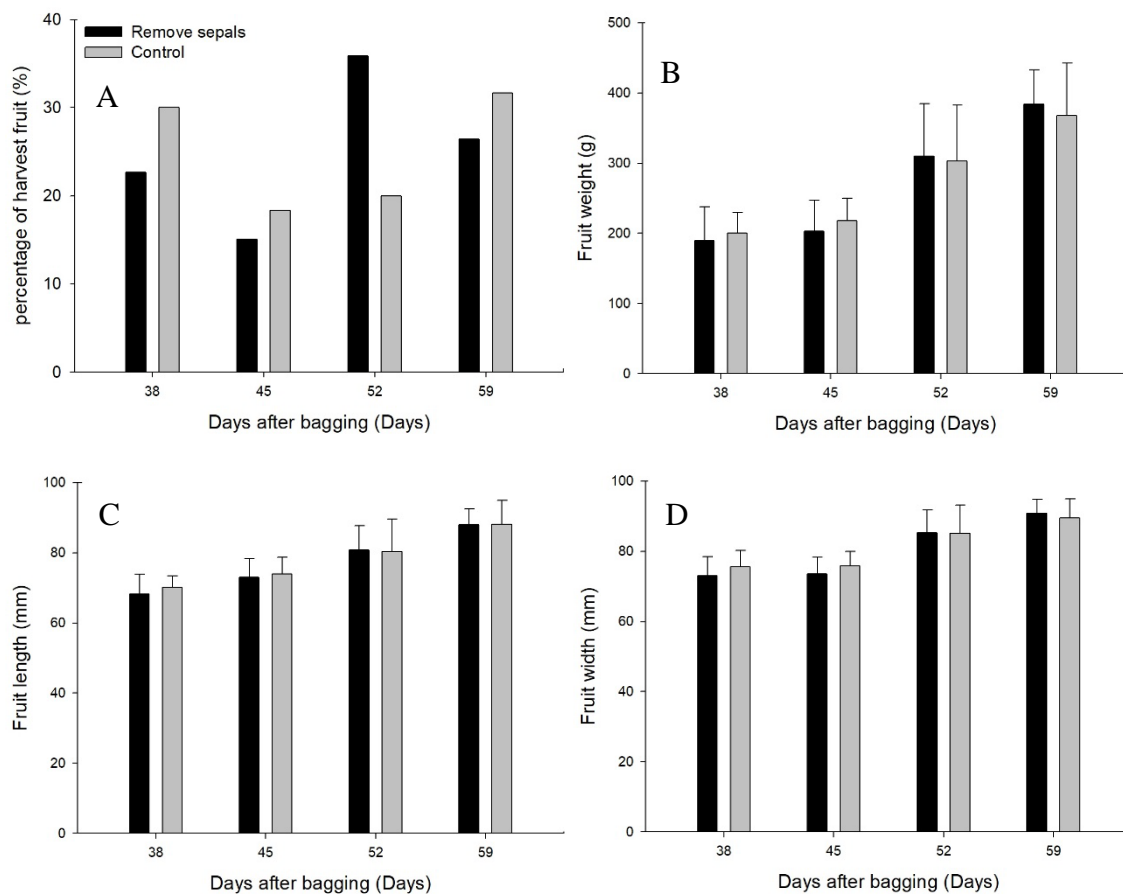 40
30
20
10
0
percentage of harvest fruit (%)
Remove sepals
Control
A
38 45 52 59
Days after bagging (Days)
500
400
300
200
100
0
Fruit weight (g)
B
38 45 52 59
Days after bagging (Days)
100
80
60
40
20
0
Fruit length (mm)
C
38 45 52 59
Days after bagging (Days)
100
80
60
40
20
0
Fruit width (mm)
D
38 45 52 59
Days after bagging (Days)